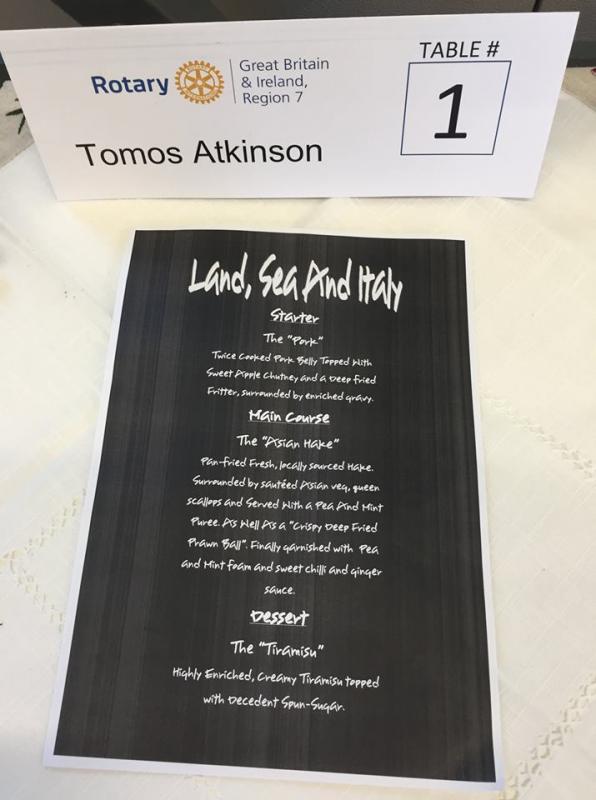 Rotary
Great Britain
& Ireland,
Region 7
TABLE #
1
Tomos Atkinson
Land, Sea And Italy
Starter
The "Pork"
Twice Cooked Pork Belly Topped With
Sweet Apple Chutney and a Deep Fried
Fritter, surrounded by enriched gravy.
Main Course
The "Asian Hake"
Pan-fried Fresh, locally sourced Hake.
Surrounded by sautéed Asian veg, queen
scallops and Served With a Pea And Mint
Puree. As Well As a "Crispy Deep Fried
Prawn Ball". Finally garnished with Pea
and Mint foam and sweet chilli and ginger
sauce.
Dessert
The "Tiramisu"
Highly Enriched, Creamy Tiramisu topped
with Decedent Spun-Sugar.